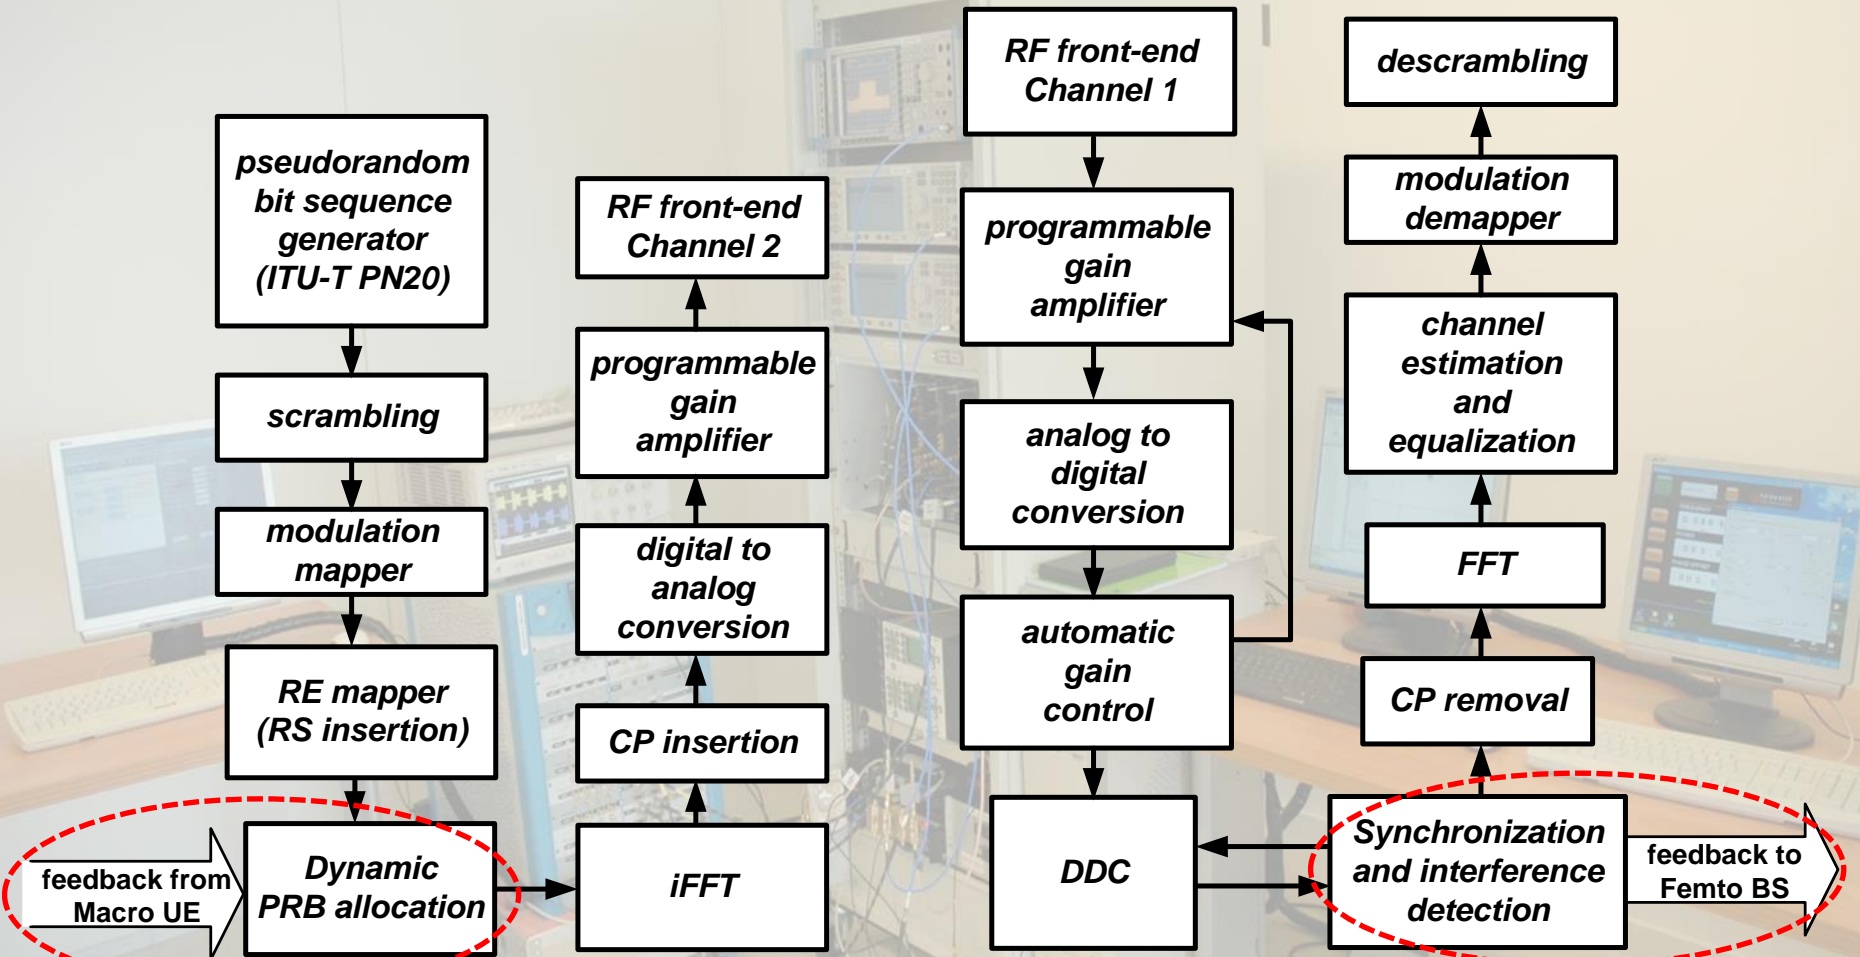 pseudorandom
bit sequence
generator
(ITU-T PN20)
scrambling
modulation
mapper
RE mapper
(RS insertion)
feedback from
Macro UE
Dynamic
PRB allocation
RF front-end
Channel 2
programmable
gain
amplifier
digital to
analog
conversion
CP insertion
iFFT
RF front-end
Channel 1
programmable
gain
amplifier
analog to
digital
conversion
automatic
gain
control
DDC
descrambling
modulation
demapper
channel
estimation
and
equalization
FFT
CP removal
Synchronization
and interference
detection
feedback to
Femto BS